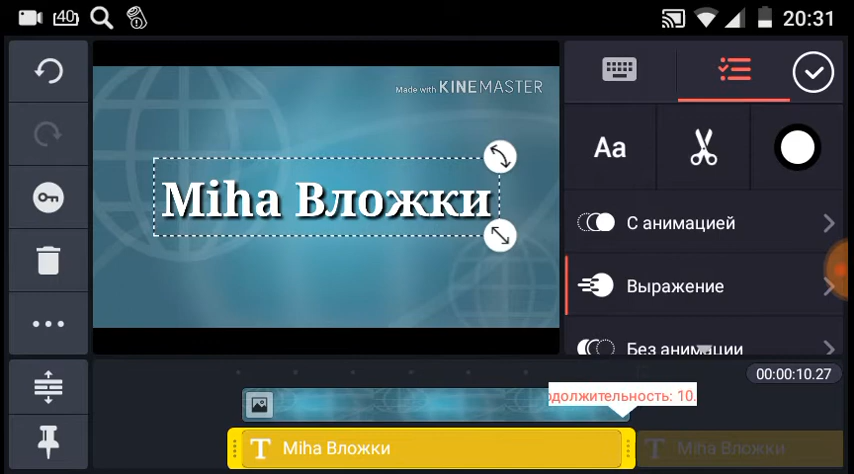 40
20:31
Made with KINEMASTER
Miha Вложки
Aa
С анимацией
Выражение
Без анимации
00:00:10.27
одолжительность: 10.
T Miha Вложки
Miha Вложки